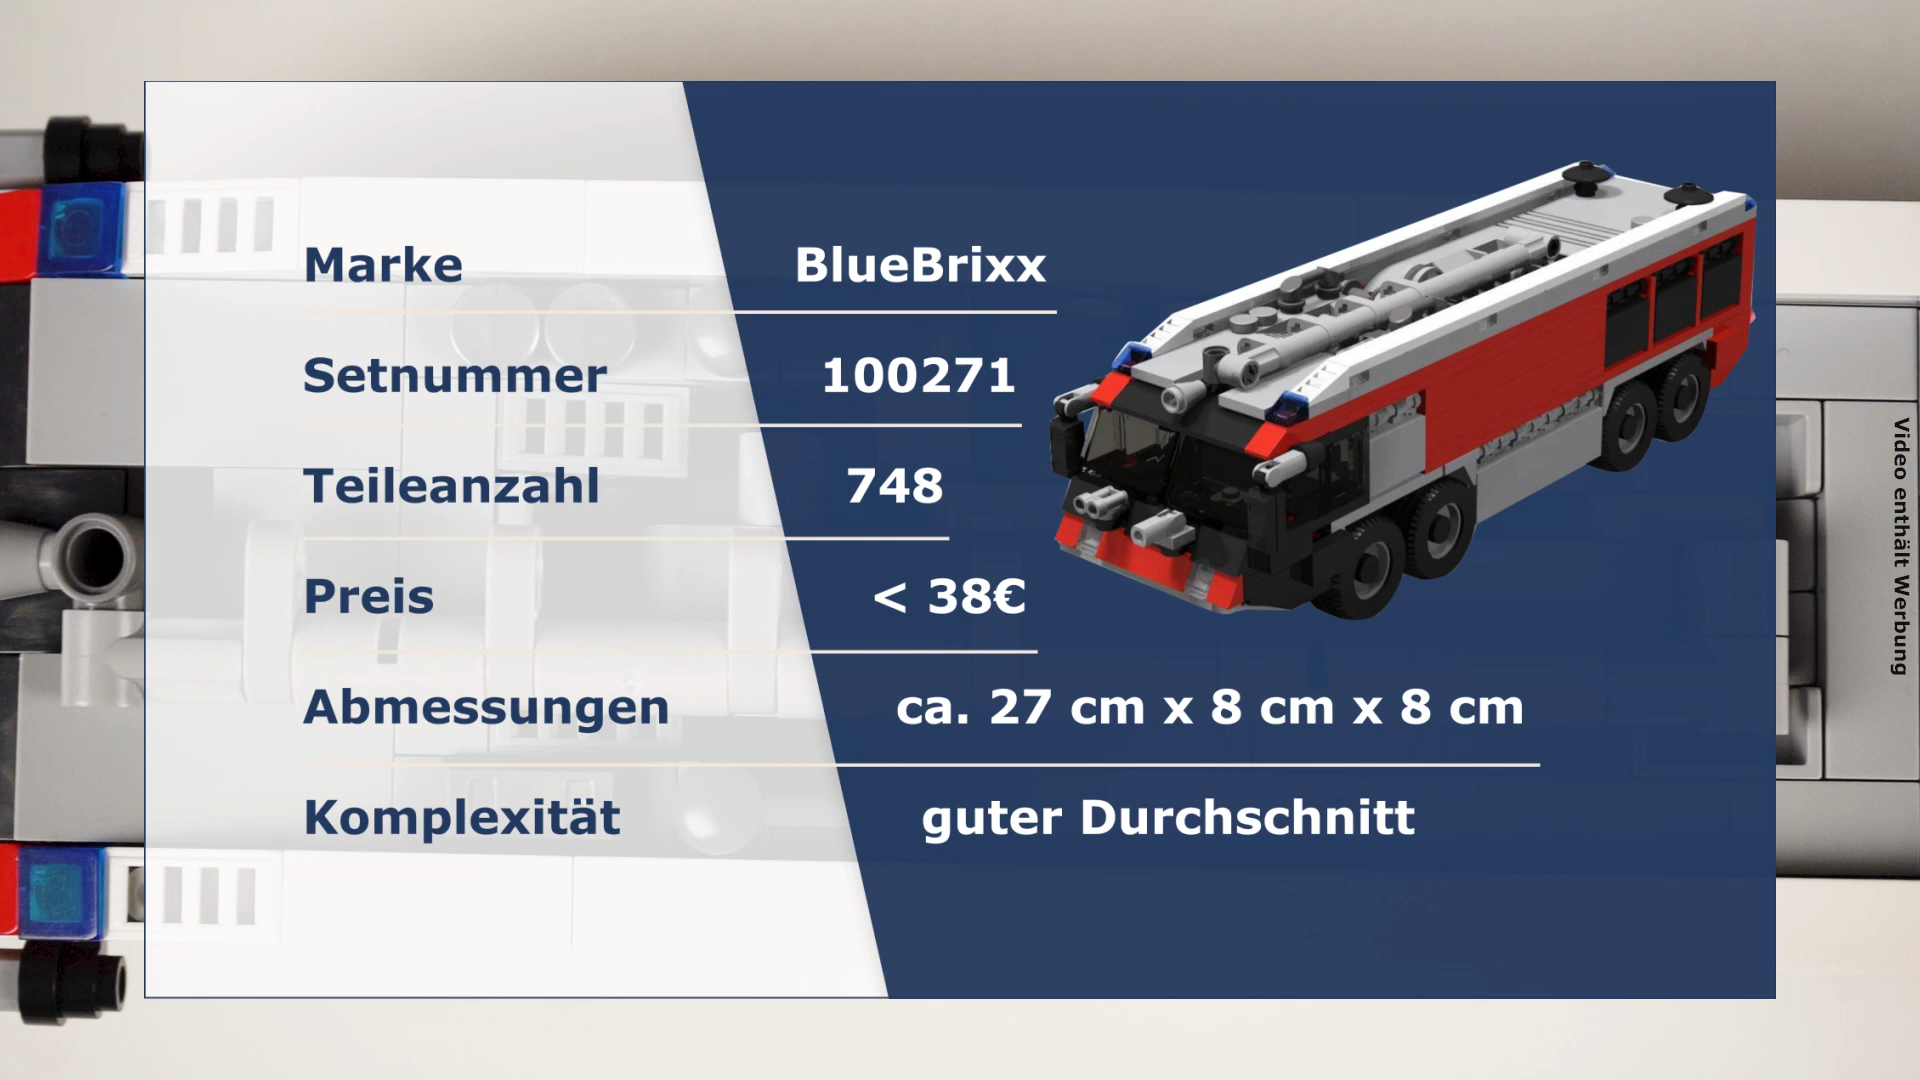 Marke BlueBrixx
Setnummer 100271
Teileanzahl 748
Preis < 38€
Abmessungen ca. 27 cm x 8 cm x 8 cm
Komplexität guter Durchschnitt
Video enthält Werbung